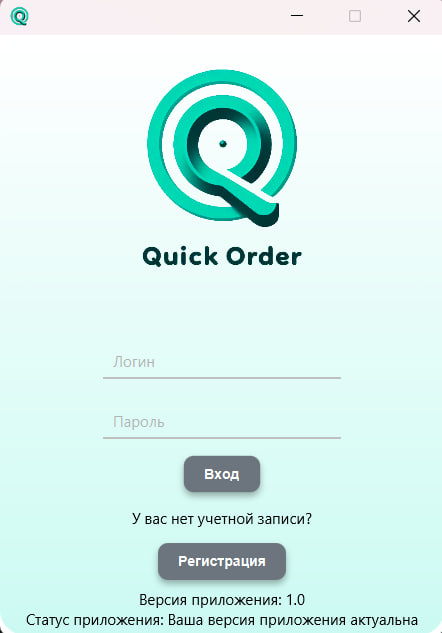 Quick Order
Логин
Пароль
Вход
У вас нет учетной записи?
Регистрация
Версия приложения: 1.0
Статус приложения: Ваша версия приложения актуальна